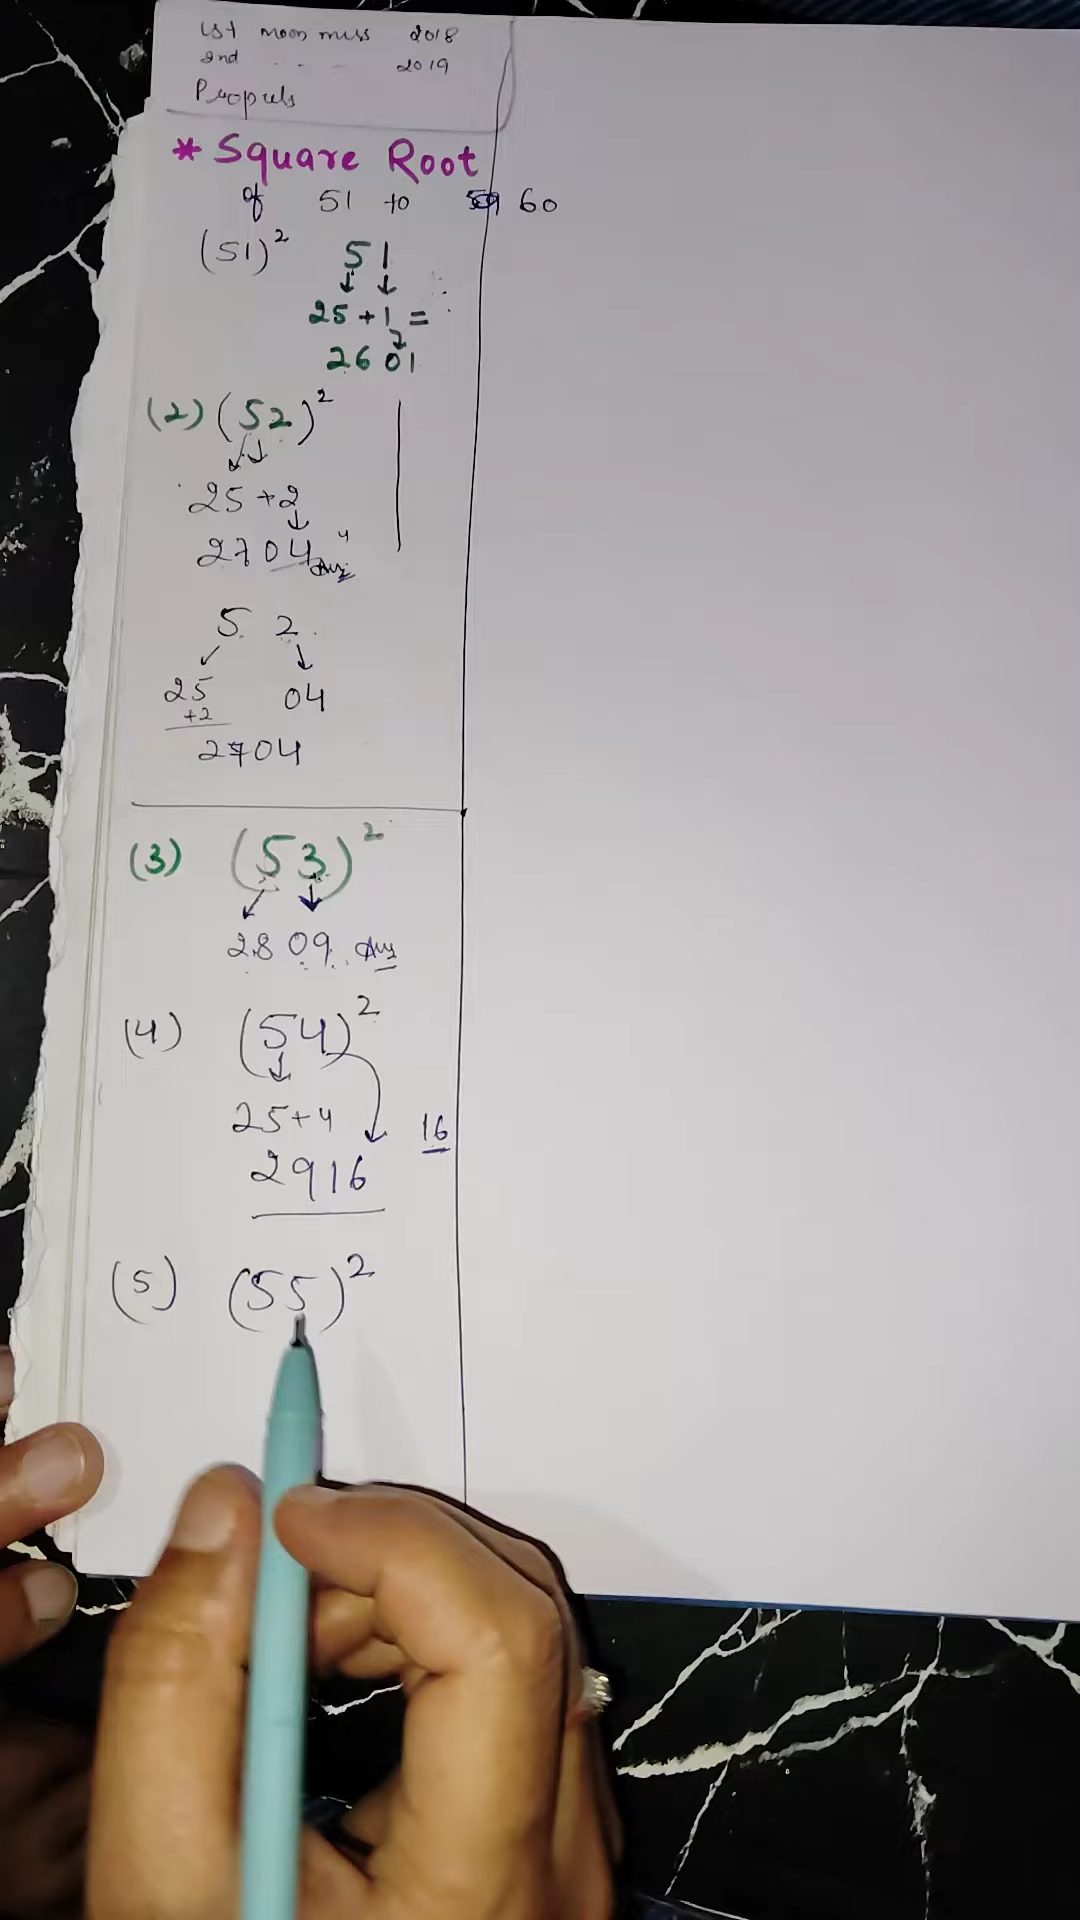 1st moon miss 2018
2nd . . . 2019
* Square Root
of 51 to 60
(51)² 51
25 + 1 =
2601
(2) (52)²
25 + 2
2704 Ans
5 2
25 04
+2
2704
(3) (53)²
2809 Ans
(4) (54)²
25 + 4
16
2916
(5) (55)²